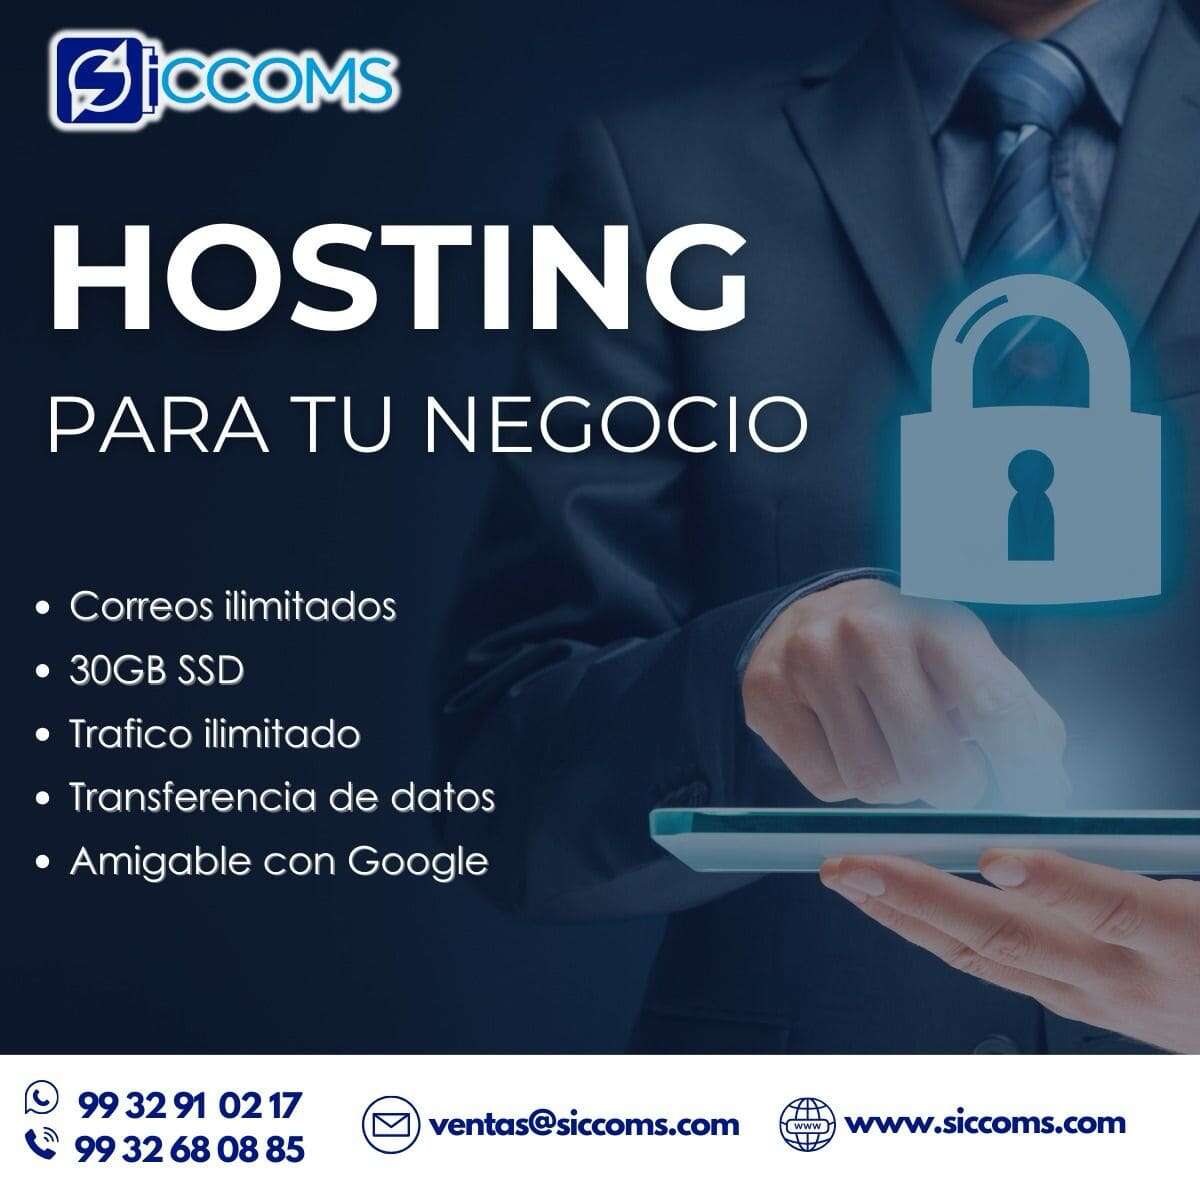 SiCCOMS
HOSTING
PARA TU NEGOCIO
• Correos ilimitados
• 30GB SSD
• Trafico ilimitado
• Transferencia de datos
• Amigable con Google
99 32 91 02 17
99 32 68 08 85
ventas@siccoms.com
www
www.siccoms.com